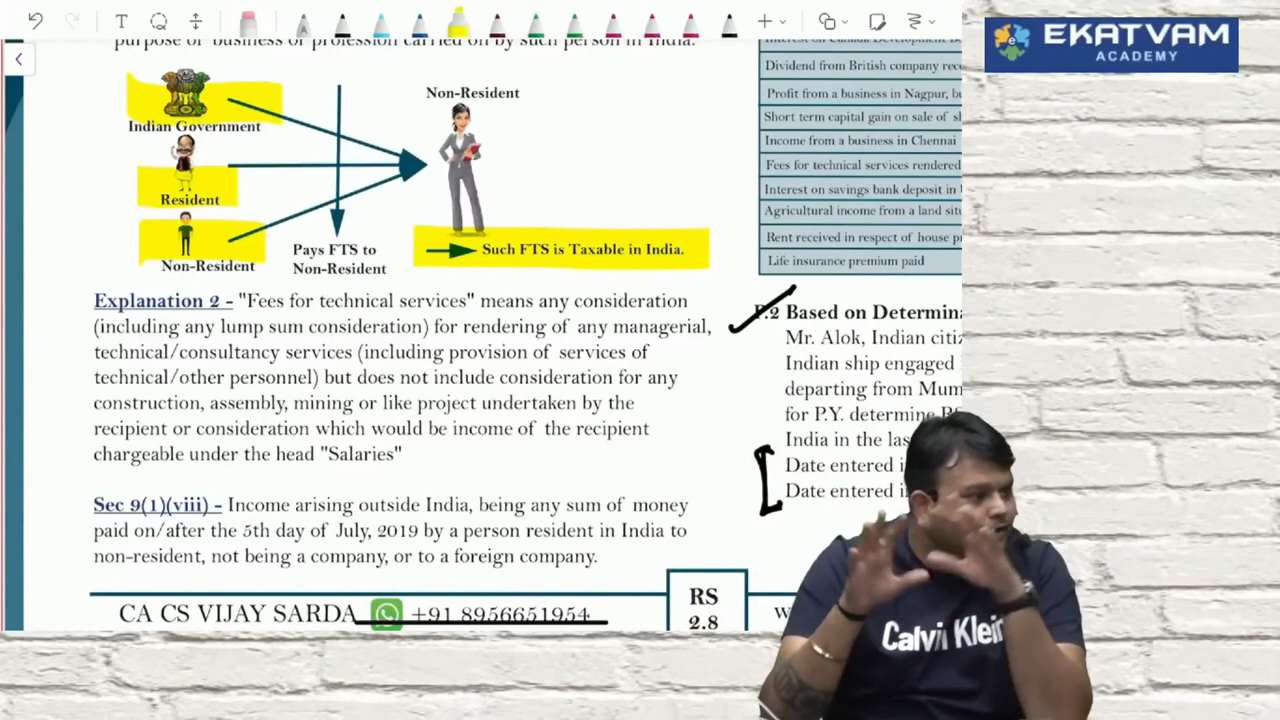 EKATVAM
ACADEMY
purpose of business or profession carried on by such person in India.
Indian Government
Resident
Non-Resident
Pays FTS to
Non-Resident
Non-Resident
Such FTS is Taxable in India.
Explanation 2 - "Fees for technical services" means any consideration
(including any lump sum consideration) for rendering of any managerial,
technical/consultancy services (including provision of services of
technical/other personnel) but does not include consideration for any
construction, assembly, mining or like project undertaken by the
recipient or consideration which would be income of the recipient
chargeable under the head "Salaries"
Sec 9(1)(viii) - Income arising outside India, being any sum of money
paid on/after the 5th day of July, 2019 by a person resident in India to
non-resident, not being a company, or to a foreign company.
CA CS VIJAY SARDA +91 8956651954
RS
2.8
Dividend from British company rec
Profit from a business in Nagpur, b
Short term capital gain on sale of s
Income from a business in Chennai
Fees for technical services rendered
Interest on savings bank deposit in
Agricultural income from a land sit
Rent received in respect of house p
Life insurance premium paid
P.2 Based on Determina
Mr. Alok, Indian citi
Indian ship engaged
departing from Mum
for P.Y. determine
India in the las
Date entered i
Date entered i
Calvin Klein